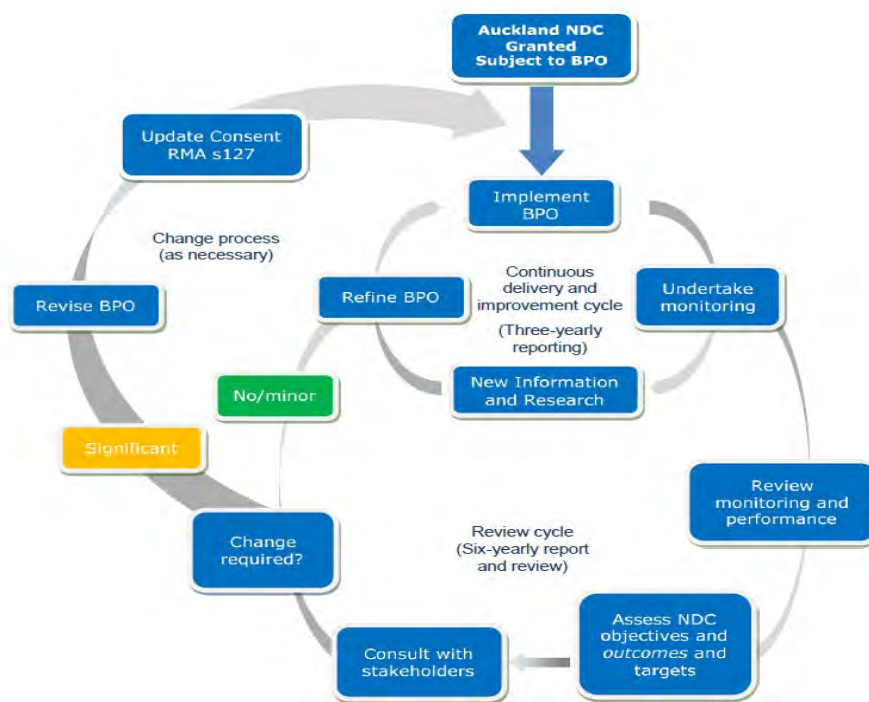 Auckland NDC
Granted
Subject to BPO
Update Consent
RMA s127
Implement
BPO
Change process
(as necessary)
Continuous
delivery and
improvement cycle
(Three-yearly
reporting)
Revise BPO
Refine BPO
Undertake
monitoring
New Information
and Research
No/minor
Significant
Review
monitoring and
performance
Change
required?
Review cycle
(Six-yearly report
and review)
Assess NDC
objectives and
outcomes and
targets
Consult with
stakeholders